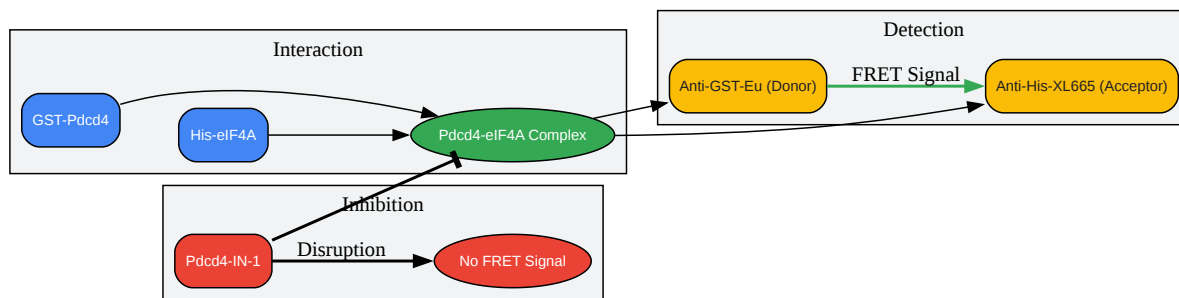 Interaction
GST-Pdcd4
His-eIF4A
Pdcd4-eIF4A Complex
Detection
Anti-GST-Eu (Donor)
FRET Signal
Anti-His-XL665 (Acceptor)
Inhibition
Pdcd4-IN-1
Disruption
No FRET Signal